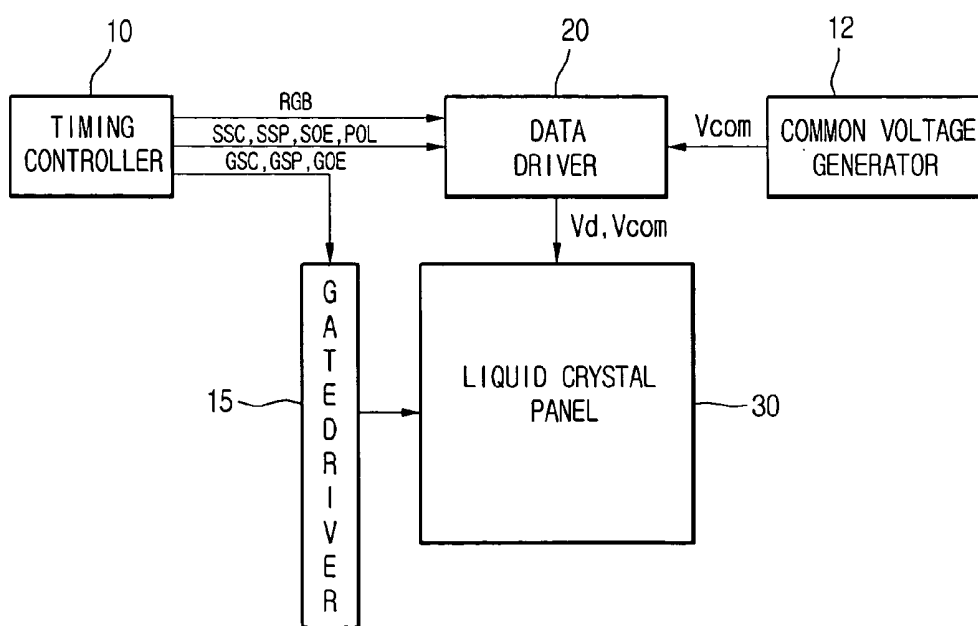 10
20
12
TIMING
CONTROLLER
RGB
SSC,SSP,SOE,POL
GSC,GSP,GOE
DATA
DRIVER
Vcom
COMMON VOLTAGE
GENERATOR
Vd,Vcom
GATEDRIVER
15
LIQUID CRYSTAL
PANEL
30